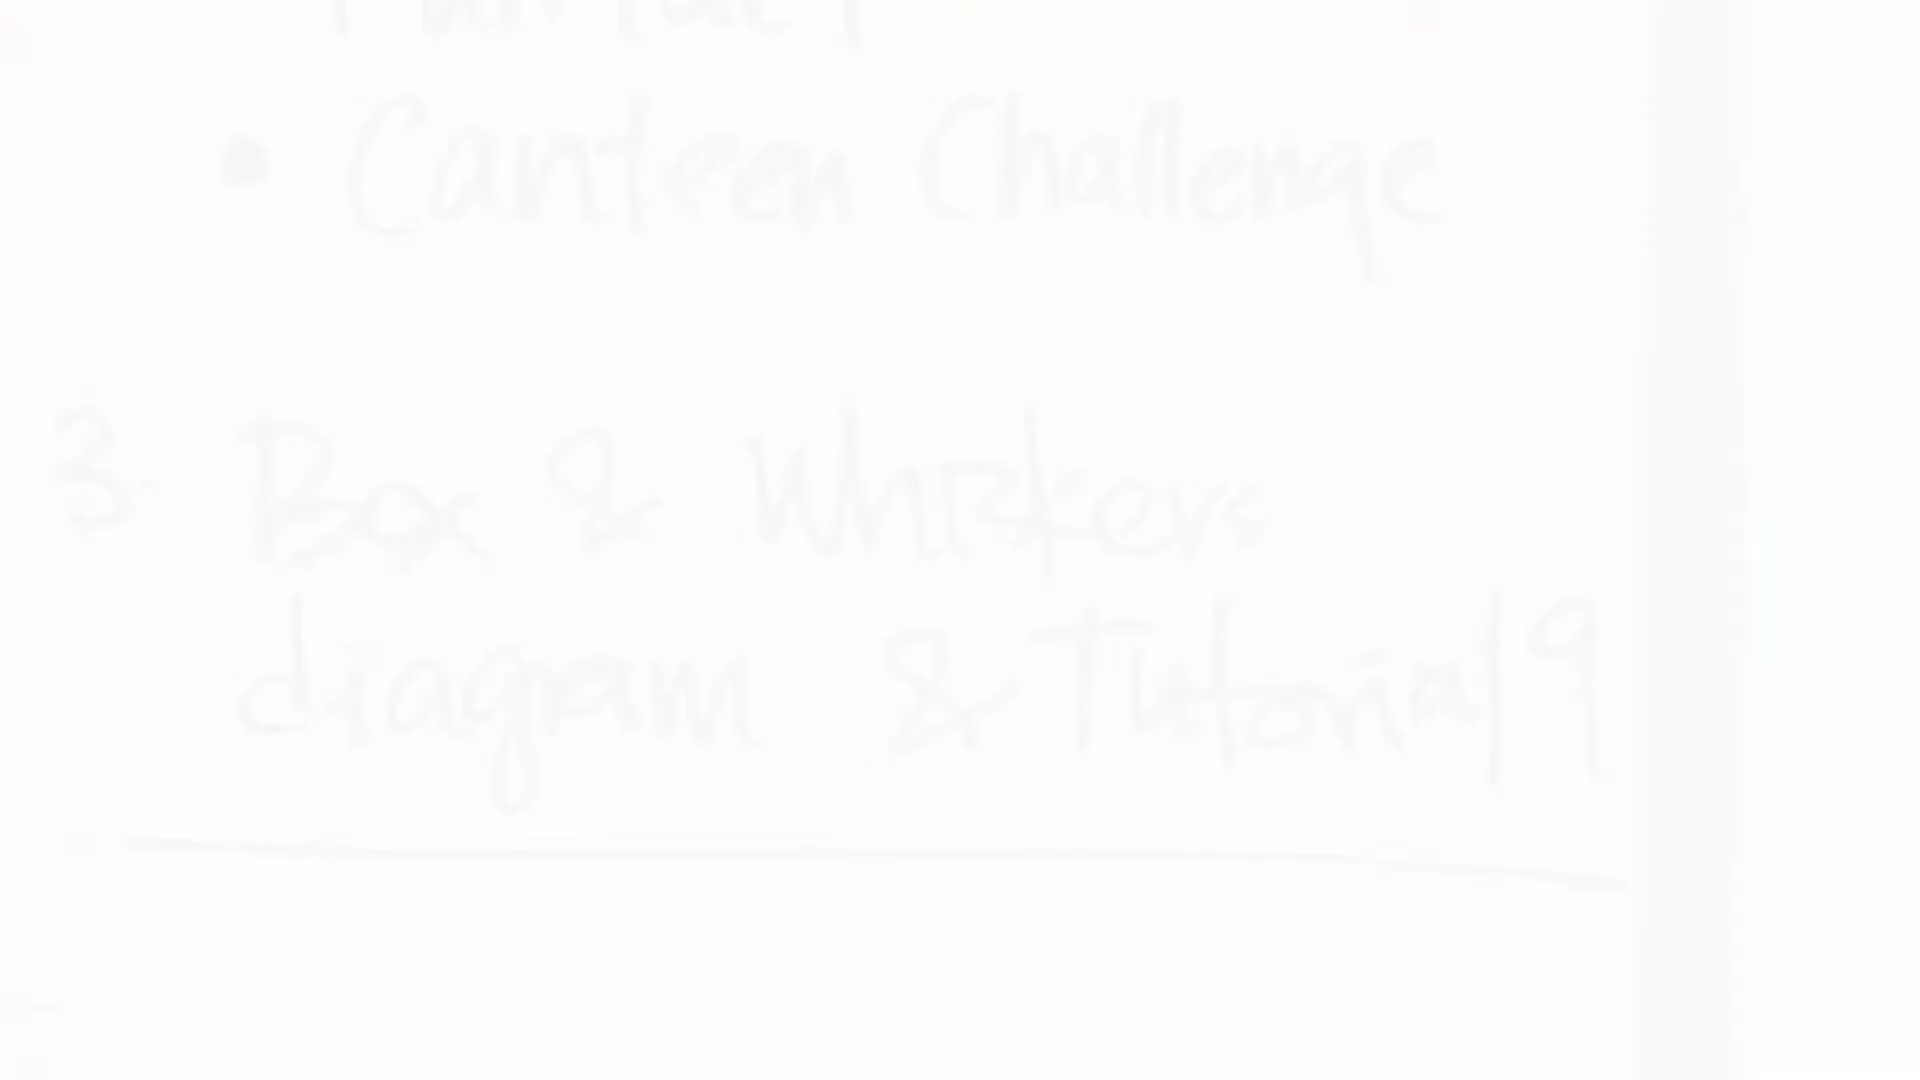 • Canteen Challenge
3. Box & Whiskers
diagram & Tutorial 9